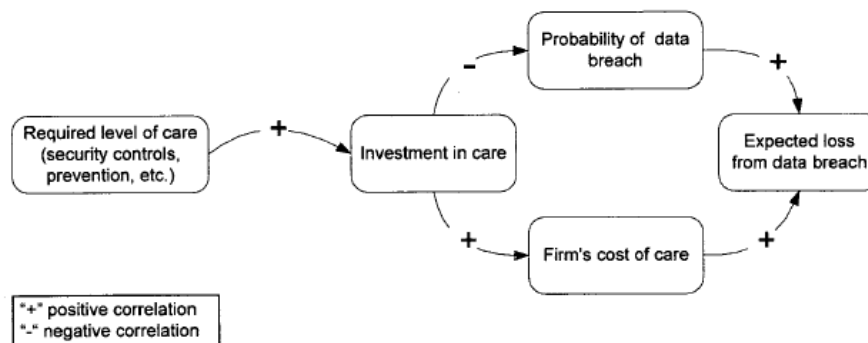 Probability of data
breach
-
+
Required level of care
(security controls,
prevention, etc.)
+
Investment in care
Expected loss
from data breach
+
Firm's cost of care
+
"+" positive correlation
"-" negative correlation